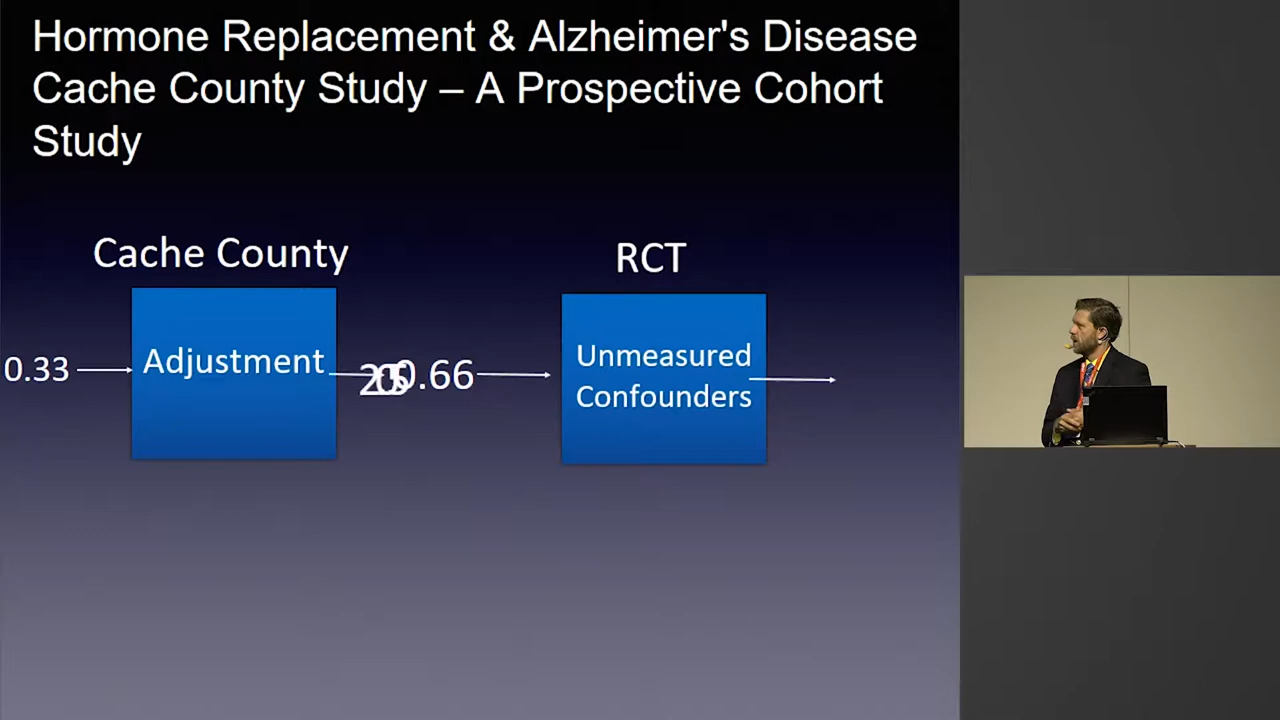 Hormone Replacement & Alzheimer's Disease
Cache County Study – A Prospective Cohort
Study
Cache County
RCT
0.33
Adjustment
0.66
Unmeasured
Confounders